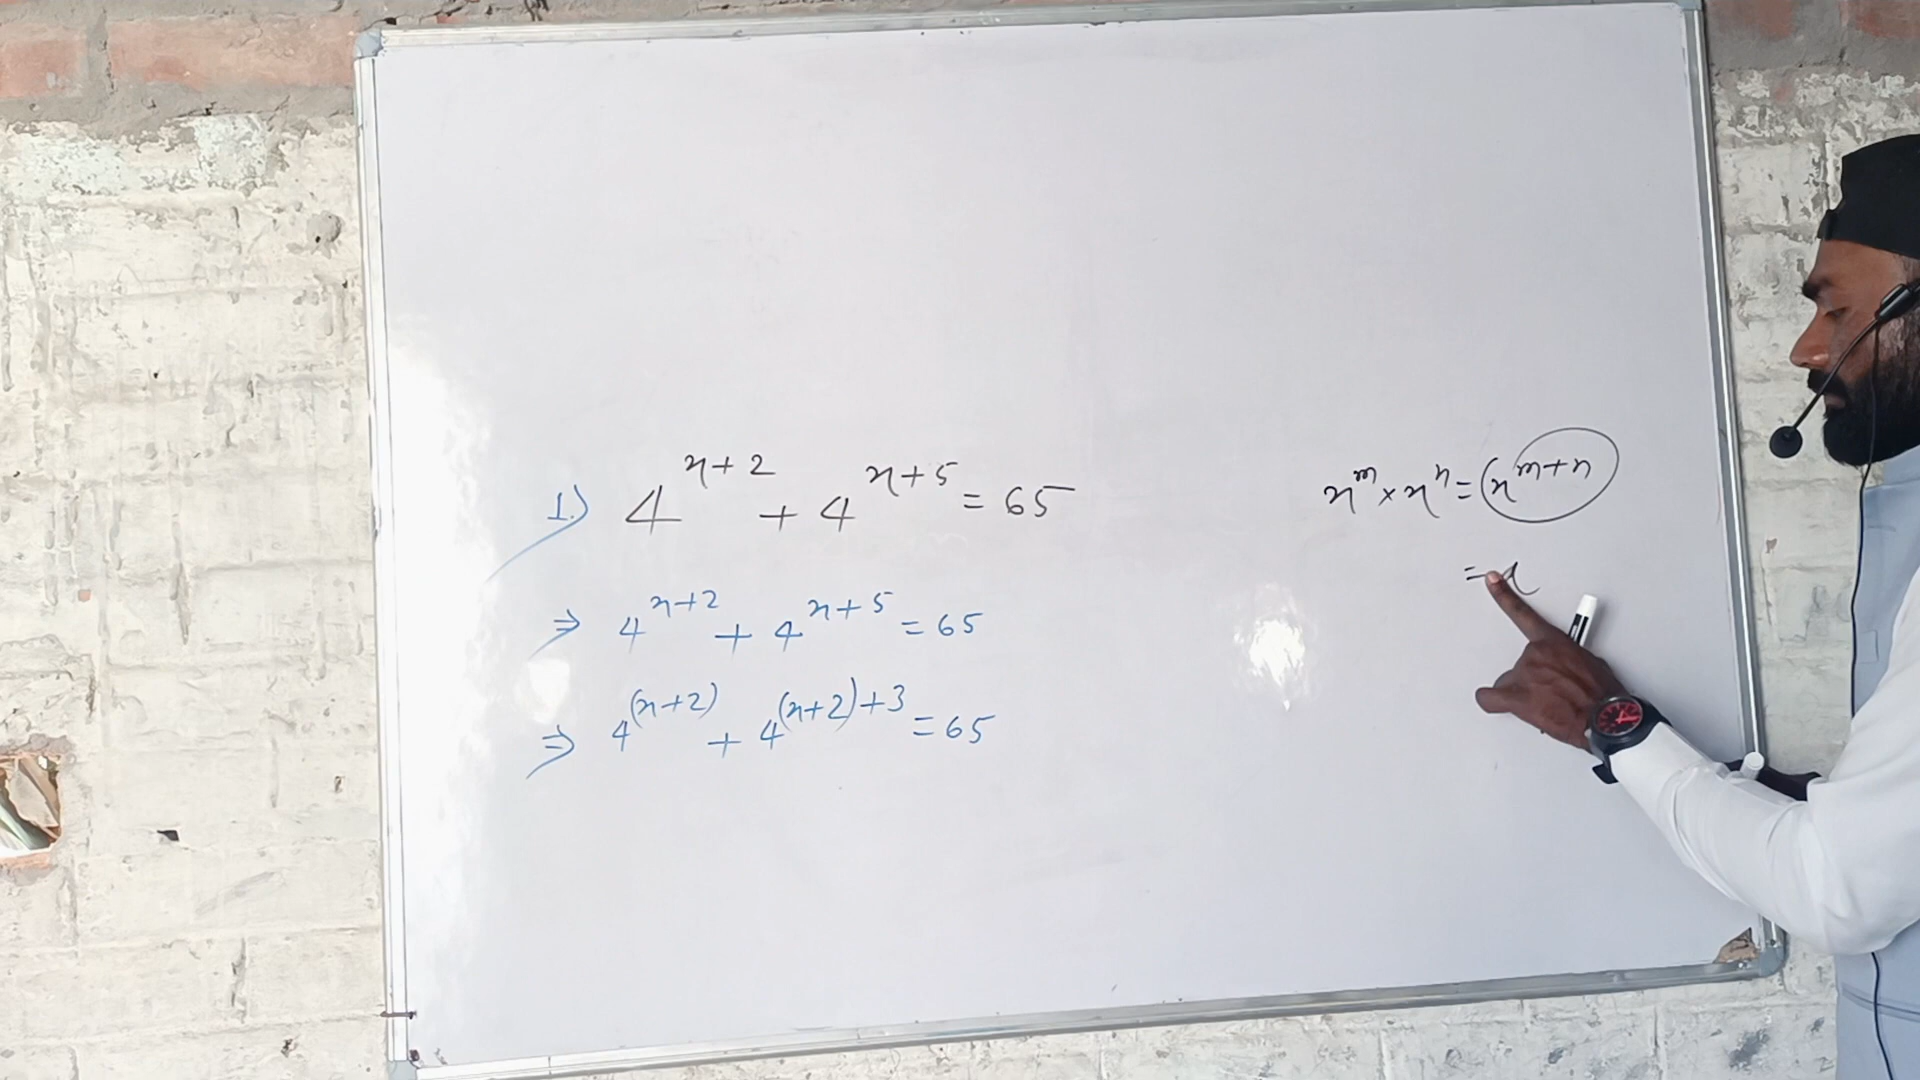 1.) 4^{x+2} + 4^{x+5} = 65
⇒ 4^{x+2} + 4^{x+5} = 65
⇒ 4^{(x+2)} + 4^{(x+2)+3} = 65
x^m × x^n = x^{m+n}
= x